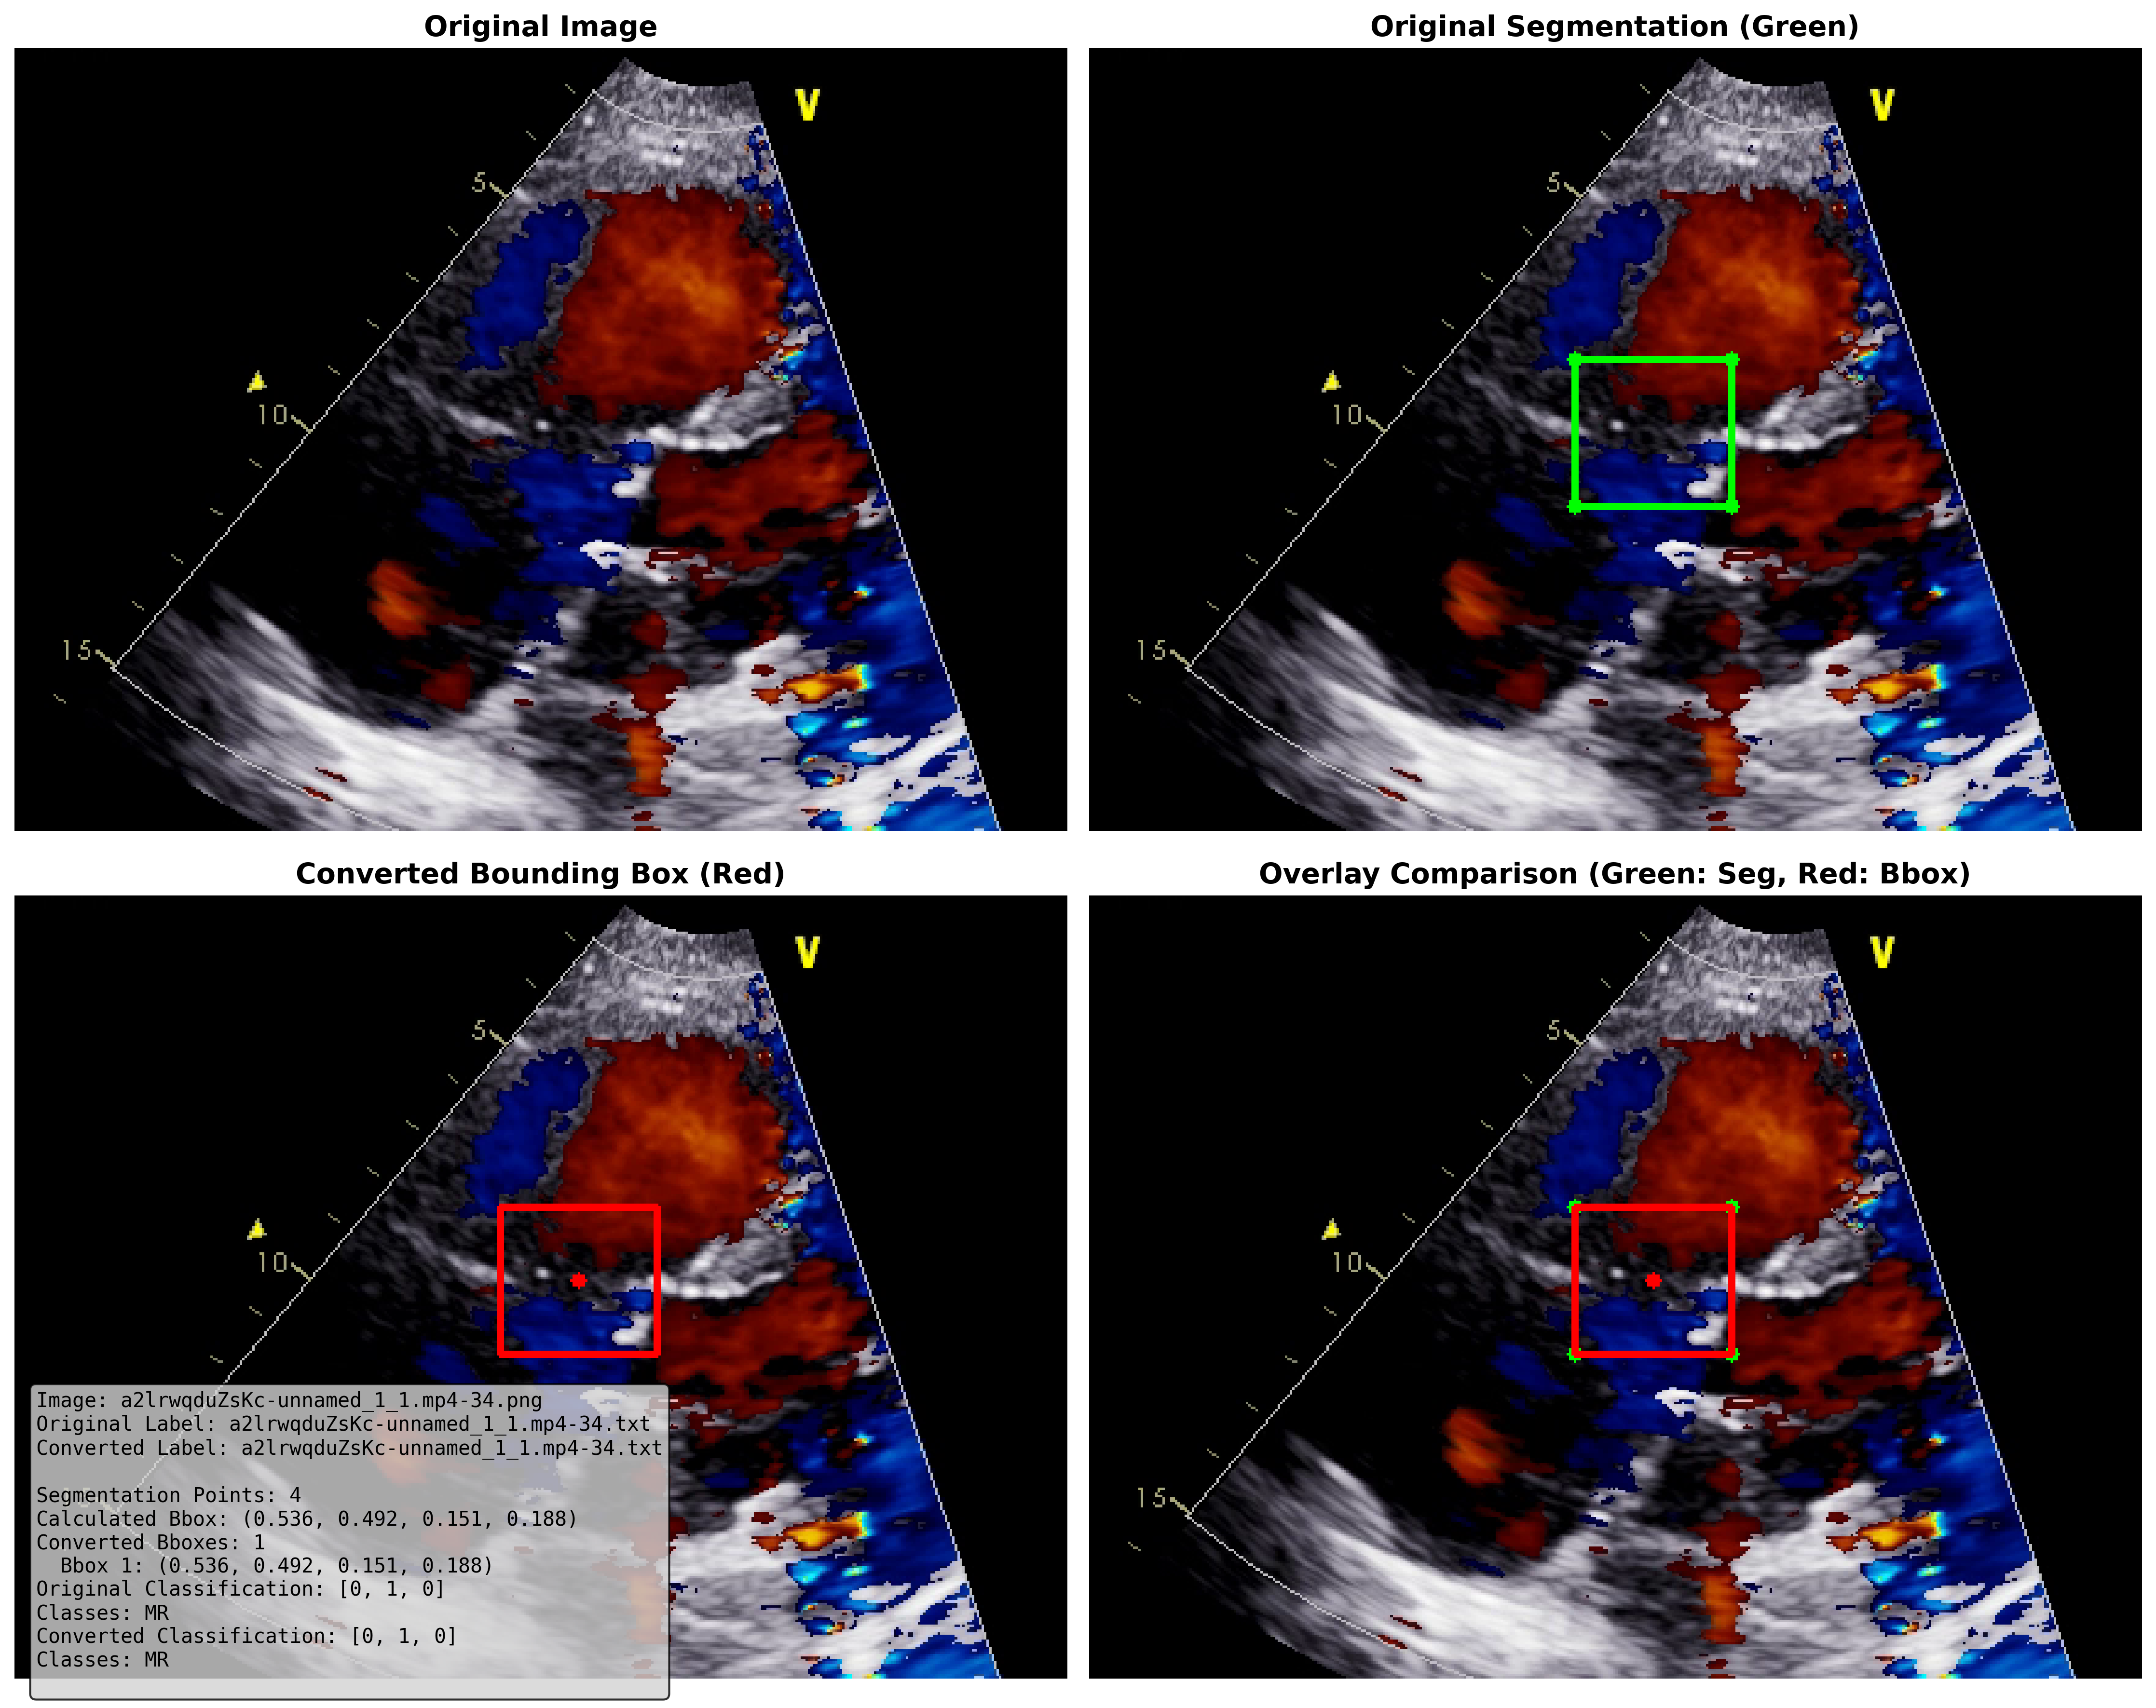 Original Image
Original Segmentation (Green)
V
5
10
15
V
5
10
15
Converted Bounding Box (Red)
Overlay Comparison (Green: Seg, Red: Bbox)
V
5
10
V
5
10
15
Image: a2lrwqduZsKc-unnamed_1_1.mp4-34.png
Original Label: a2lrwqduZsKc-unnamed_1_1.mp4-34.txt
Converted Label: a2lrwqduZsKc-unnamed_1_1.mp4-34.txt
Segmentation Points: 4
Calculated Bbox: (0.536, 0.492, 0.151, 0.188)
Converted Bboxes: 1
Bbox 1: (0.536, 0.492, 0.151, 0.188)
Original Classification: [0, 1, 0]
Classes: MR
Converted Classification: [0, 1, 0]
Classes: MR